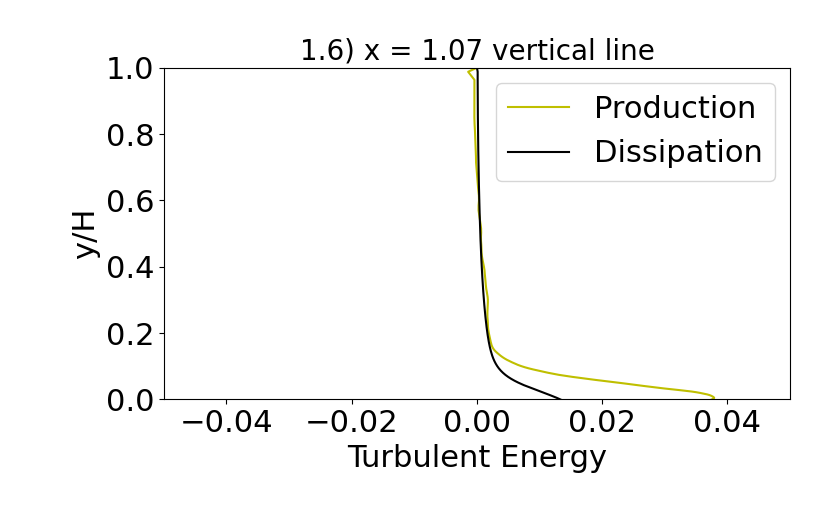 1.6) x = 1.07 vertical line
Production
Dissipation
y/H
1.0
0.8
0.6
0.4
0.2
0.0
−0.04 −0.02 0.00 0.02 0.04
Turbulent Energy